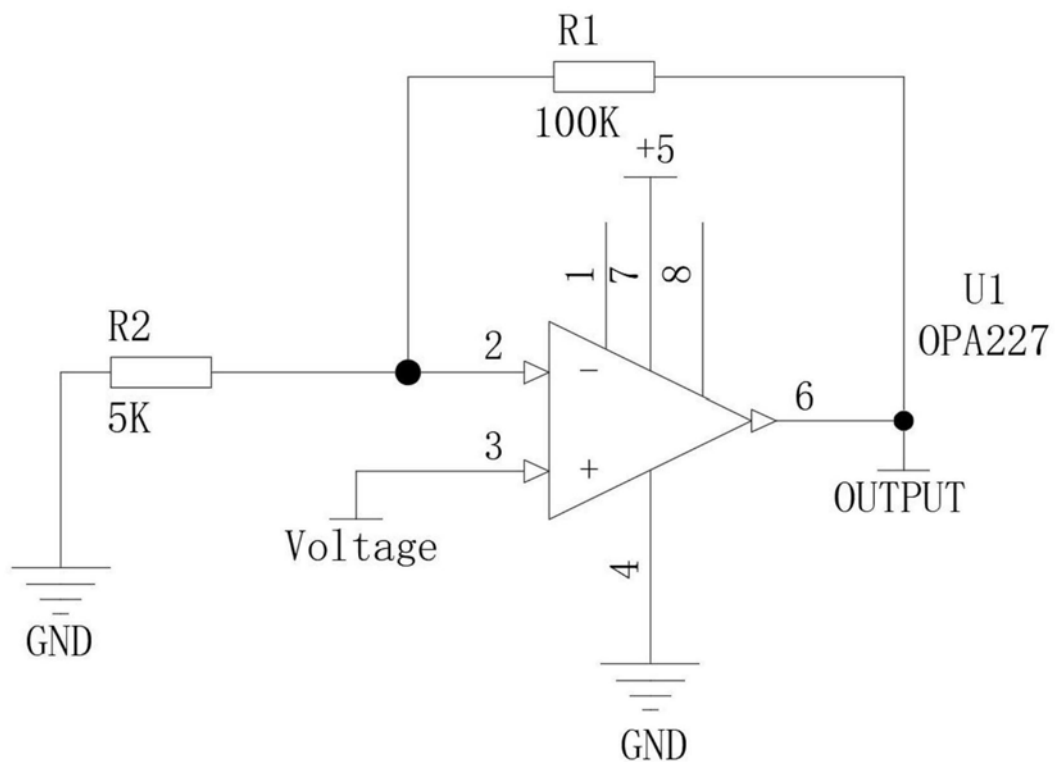 R1
100K
+5
1
7
8
U1
OPA227
R2
5K
2
−
6
3
+
OUTPUT
Voltage
4
GND
GND